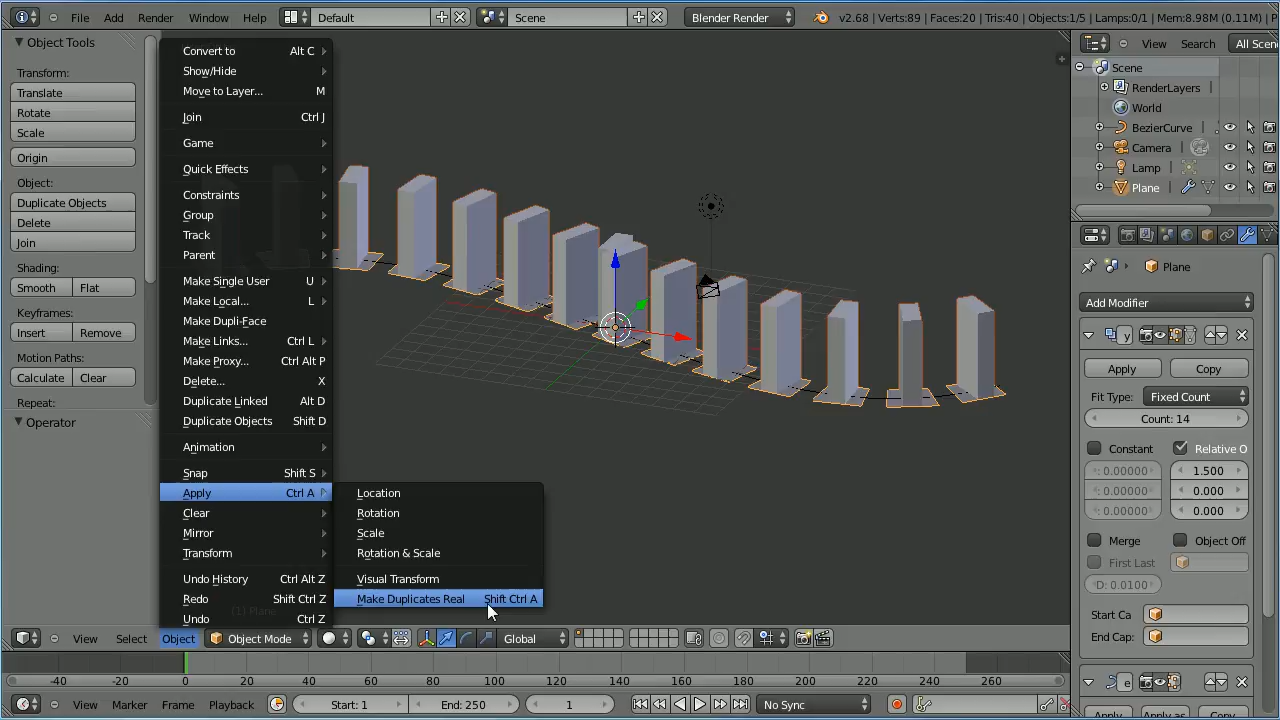 File Add Render Window Help Default Scene Blender Render v2.68 | Verts:89 | Faces:20 | Tris:40 | Objects:1/5 | Lamps:0/1 | Mem:8.98M (0.11M) | P
Object Tools
Transform:
Translate
Rotate
Scale
Origin
Object:
Duplicate Objects
Delete
Join
Shading:
Smooth Flat
Keyframes:
Insert Remove
Motion Paths:
Calculate Clear
Repeat:
Operator
Convert to Alt C
Show/Hide
Move to Layer... M
Join Ctrl J
Game
Quick Effects
Constraints
Group
Track
Parent
Make Single User U
Make Local... L
Make Dupli-Face
Make Links... Ctrl L
Make Proxy... Ctrl Alt P
Delete... X
Duplicate Linked Alt D
Duplicate Objects Shift D
Animation
Snap Shift S
Apply Ctrl A
Clear
Mirror
Transform
Undo History Ctrl Alt Z
Redo Shift Ctrl Z
(1) Plane
Undo Ctrl Z
Location
Rotation
Scale
Rotation & Scale
Visual Transform
Make Duplicates Real Shift Ctrl A
View Search All Scen
Scene
RenderLayers
World
BezierCurve
Camera
Lamp
Plane
Plane
Add Modifier
y
Apply Copy
Fit Type: Fixed Count
Count: 14
Constant Relative O
: 0.00000 1.500
: 0.00000 0.000
: 0.00000 0.000
Merge Object Off
First Last
D: 0.0100
Start Ca
End Cap:
e
Apply Apply as Copy
View Select Object Object Mode Global
-40 -20 0 20 40 60 80 100 120 140 160 180 200 220 240 260
View Marker Frame Playback Start: 1 End: 250 1 No Sync